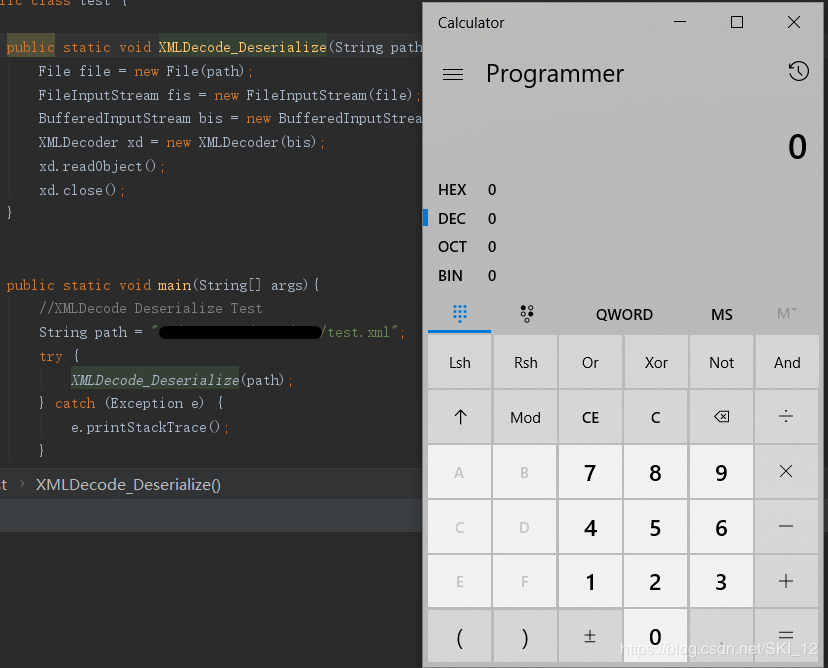 lic class test {
public static void XMLDecode_Deserialize(String path
File file = new File(path);
FileInputStream fis = new FileInputStream(file);
BufferedInputStream bis = new BufferedInputStrea
XMLDecoder xd = new XMLDecoder(bis);
xd.readObject();
xd.close();
}
public static void main(String[] args){
//XMLDecode Deserialize Test
String path = "/test.xml";
try {
XMLDecode_Deserialize(path);
} catch (Exception e) {
e.printStackTrace();
}
t › XMLDecode_Deserialize()
Calculator
Programmer
0
HEX 0
DEC 0
OCT 0
BIN 0
QWORD MS M
Lsh Rsh Or Xor Not And
↑ Mod CE C ⌫ ÷
A B 7 8 9 ×
C D 4 5 6 −
E F 1 2 3 +
( ) ± 0 . =
https://blog.csdn.net/SKI_12